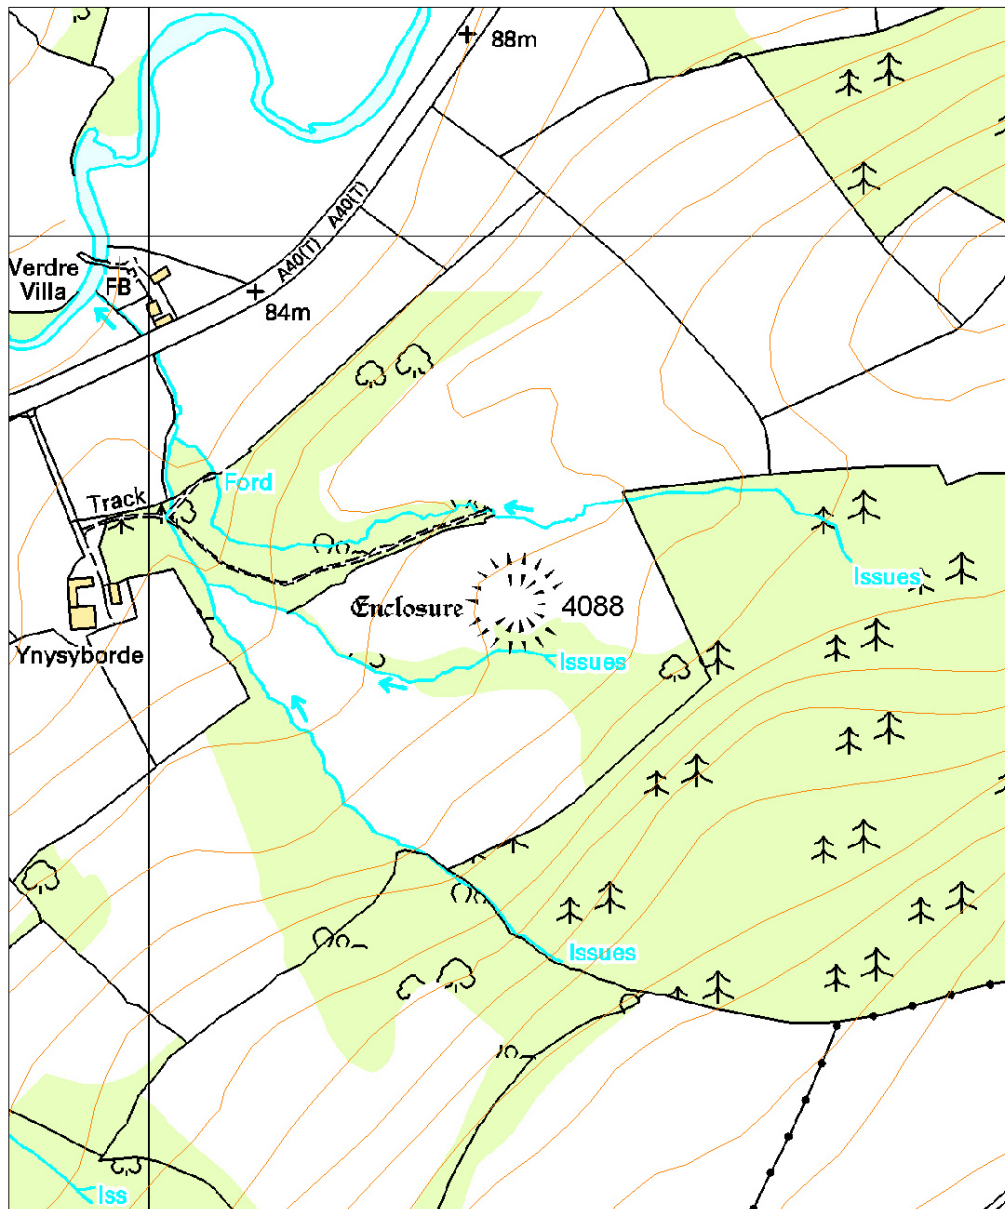 88m
A40(T)
A40(T)
Verdre
Villa
FB
84m
Ford
Track
Issues
Enclosure
4088
Ynysyborde
Issues
Issues
Iss